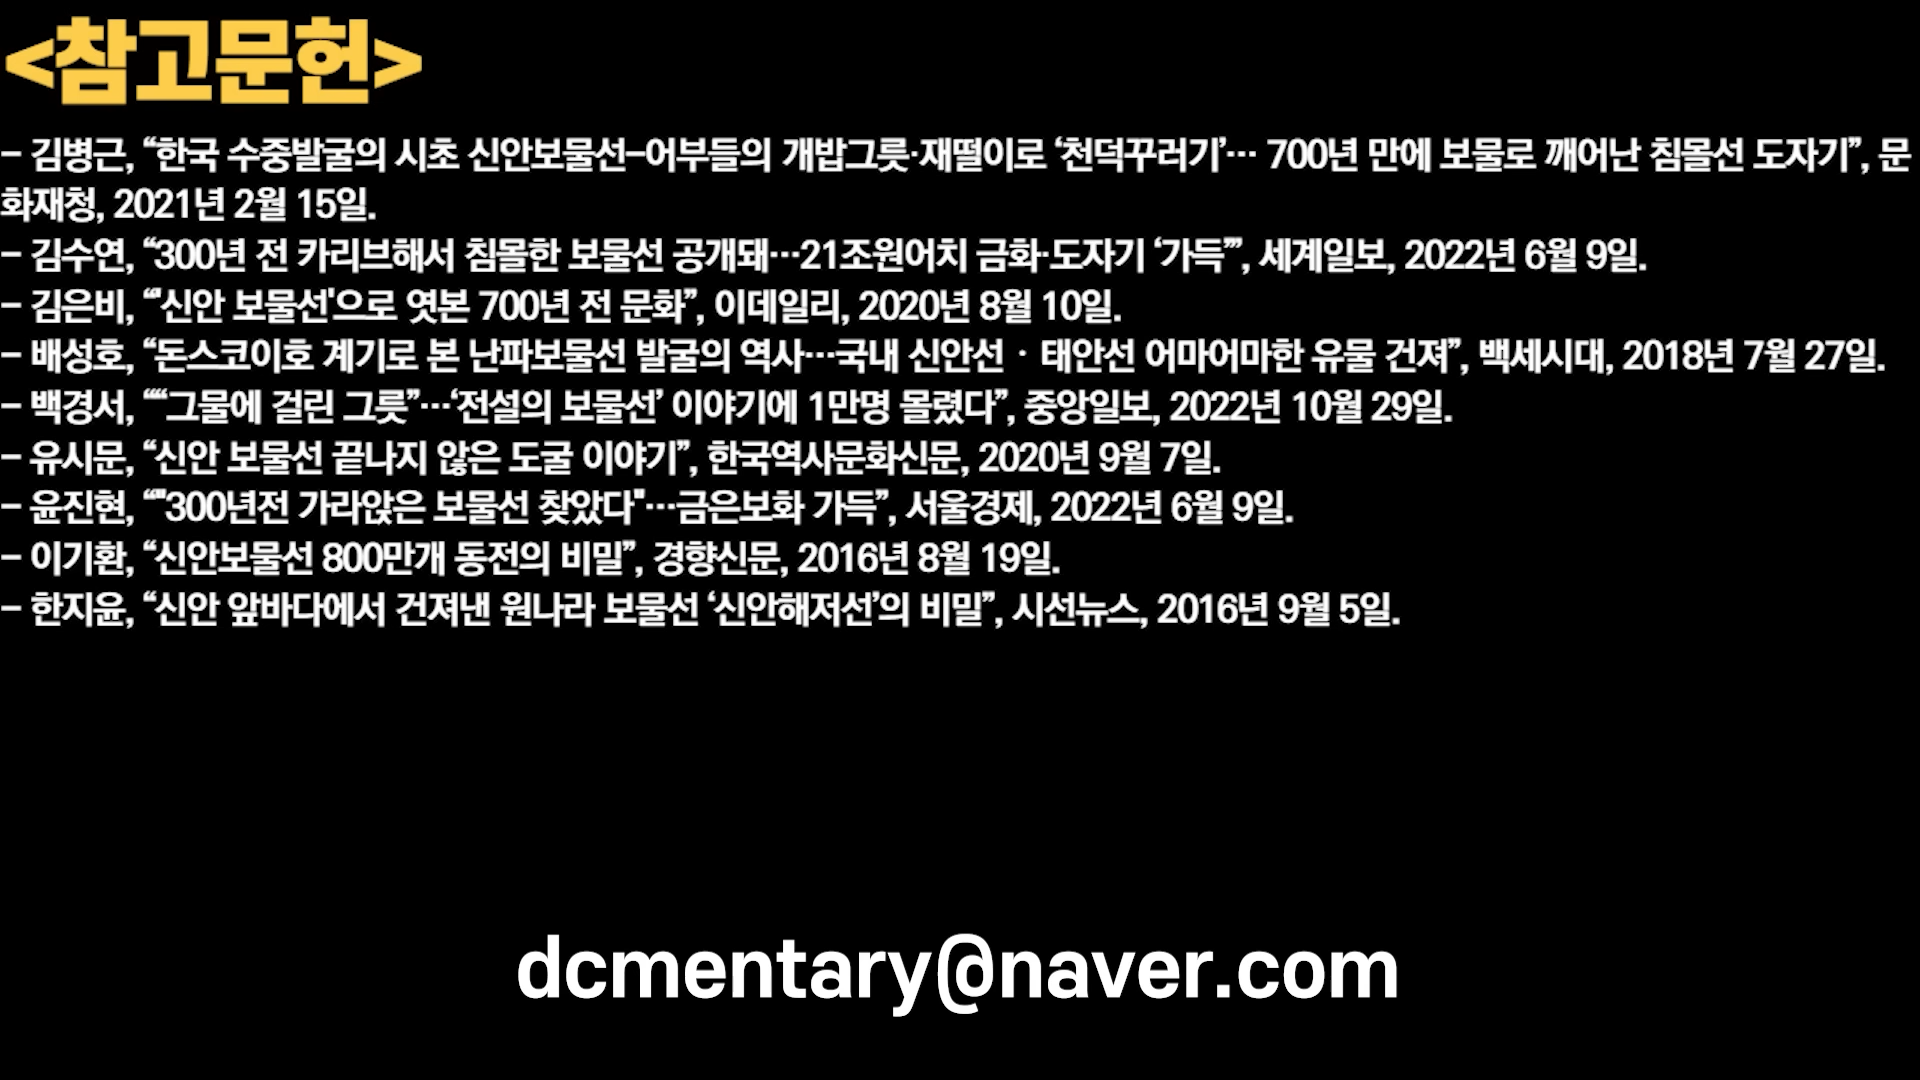 <참고문헌>
- 김병근, “한국 수중발굴의 시초 신안보물선-어부들의 개밥그릇·재떨이로 ‘천덕꾸러기’… 700년 만에 보물로 깨어난 침몰선 도자기”, 문
화재청, 2021년 2월 15일.
- 김수연, “300년 전 카리브해서 침몰한 보물선 공개돼…21조원어치 금화·도자기 ‘가득’”, 세계일보, 2022년 6월 9일.
- 김은비, “'신안 보물선'으로 엿본 700년 전 문화”, 이데일리, 2020년 8월 10일.
- 배성호, “돈스코이호 계기로 본 난파보물선 발굴의 역사…국내 신안선 · 태안선 어마어마한 유물 건져”, 백세시대, 2018년 7월 27일.
- 백경서, ““그물에 걸린 그릇”…‘전설의 보물선’ 이야기에 1만명 몰렸다”, 중앙일보, 2022년 10월 29일.
- 유시문, “신안 보물선 끝나지 않은 도굴 이야기”, 한국역사문화신문, 2020년 9월 7일.
- 윤진현, “"300년전 가라앉은 보물선 찾았다"…금은보화 가득”, 서울경제, 2022년 6월 9일.
- 이기환, “신안보물선 800만개 동전의 비밀”, 경향신문, 2016년 8월 19일.
- 한지윤, “신안 앞바다에서 건져낸 원나라 보물선 ‘신안해저선’의 비밀”, 시선뉴스, 2016년 9월 5일.
dcmentary@naver.com